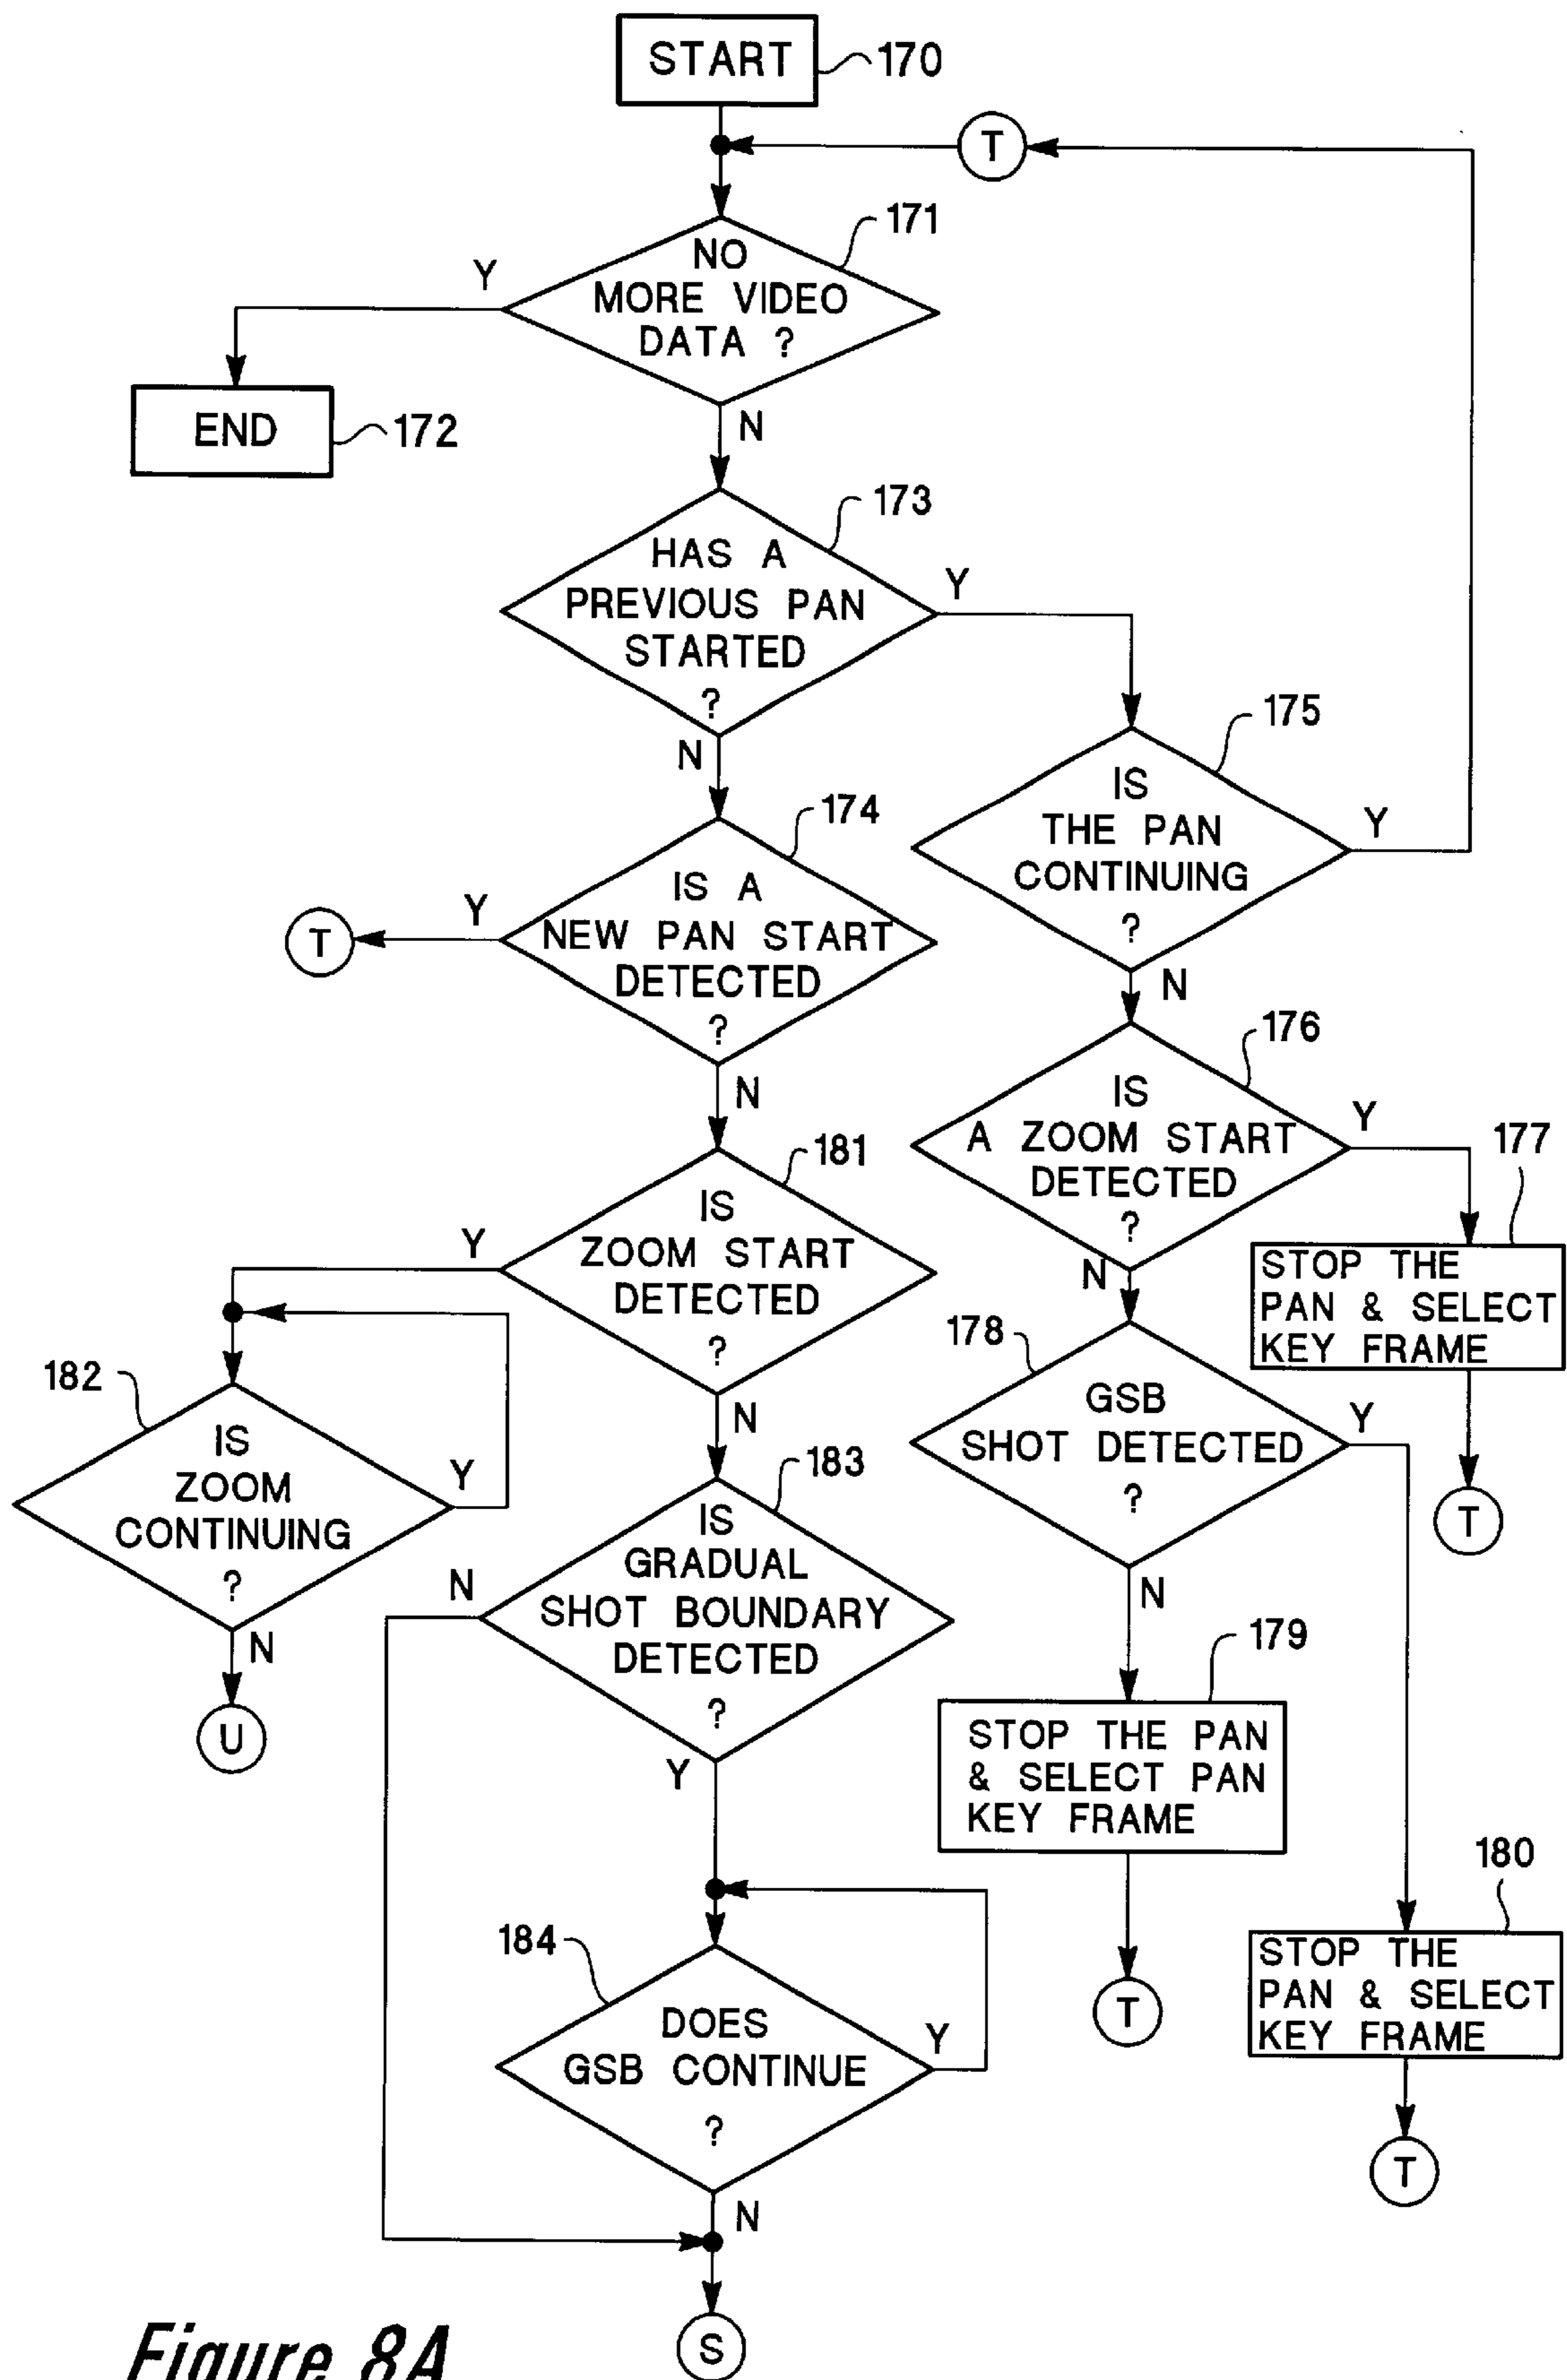 START
170
T
171
NO
MORE VIDEO
DATA ?
Y
N
END
172
173
HAS A
PREVIOUS PAN
STARTED
?
Y
N
175
IS
THE PAN
CONTINUING
?
Y
N
174
IS A
NEW PAN START
DETECTED
?
Y
T
N
176
IS
A ZOOM START
DETECTED
?
Y
N
177
STOP THE
PAN & SELECT
KEY FRAME
T
181
IS
ZOOM START
DETECTED
?
Y
N
178
GSB
SHOT DETECTED
?
Y
N
182
IS
ZOOM
CONTINUING
?
Y
N
U
183
IS
GRADUAL
SHOT BOUNDARY
DETECTED
?
N
Y
179
STOP THE PAN
& SELECT PAN
KEY FRAME
T
180
STOP THE
PAN & SELECT
KEY FRAME
T
184
DOES
GSB CONTINUE
?
Y
N
S
Figure 8A